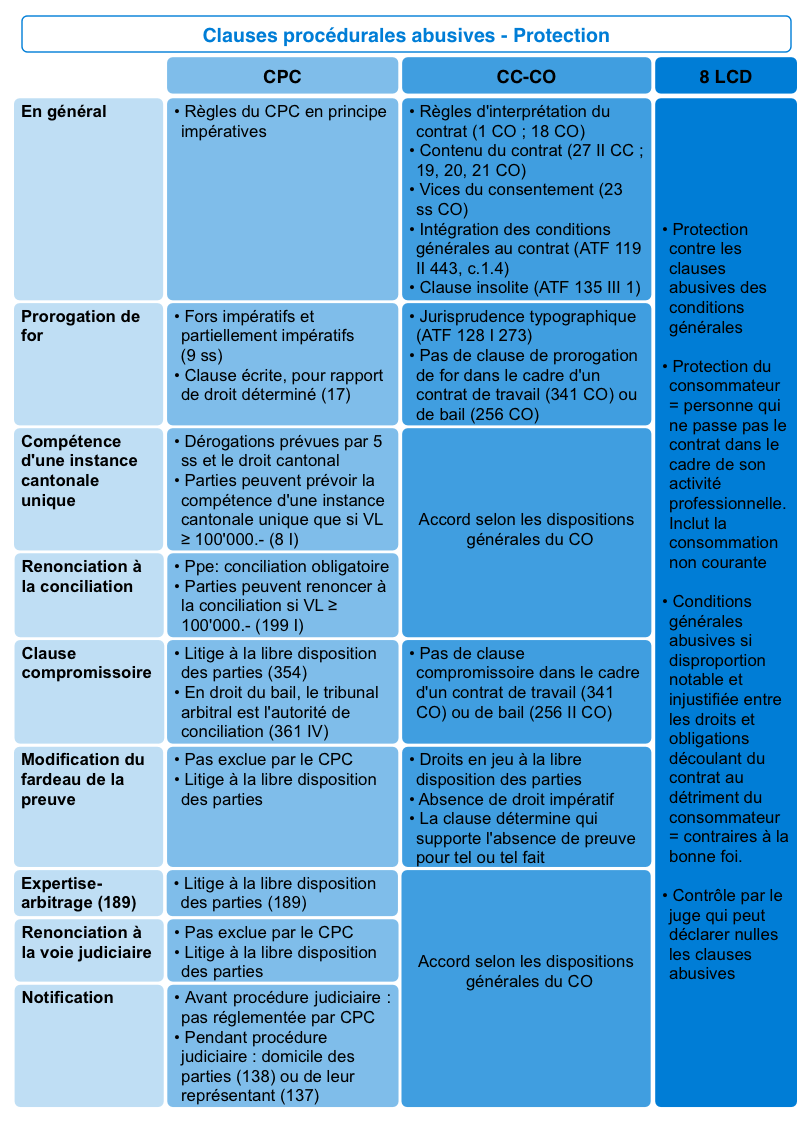 Clauses procédurales abusives - Protection
CPC
CC-CO
8 LCD
En général
• Règles du CPC en principe
impératives
• Règles d'interprétation du
contrat (1 CO ; 18 CO)
• Contenu du contrat (27 II CC ;
19, 20, 21 CO)
• Vices du consentement (23
ss CO)
• Intégration des conditions
générales au contrat (ATF 119
II 443, c.1.4)
• Clause insolite (ATF 135 III 1)
Prorogation de
for
• Fors impératifs et
partiellement impératifs
(9 ss)
• Clause écrite, pour rapport
de droit déterminé (17)
• Jurisprudence typographique
(ATF 128 I 273)
• Pas de clause de prorogation
de for dans le cadre d'un
contrat de travail (341 CO) ou
de bail (256 CO)
Compétence
d'une instance
cantonale
unique
• Dérogations prévues par 5
ss et le droit cantonal
• Parties peuvent prévoir la
compétence d'une instance
cantonale unique que si VL
≥ 100'000.- (8 I)
Accord selon les dispositions
générales du CO
Renonciation à
la conciliation
• Ppe: conciliation obligatoire
• Parties peuvent renoncer à
la conciliation si VL ≥
100'000.- (199 I)
Clause
compromissoire
• Litige à la libre disposition
des parties (354)
• En droit du bail, le tribunal
arbitral est l'autorité de
conciliation (361 IV)
• Pas de clause
compromissoire dans le cadre
d'un contrat de travail (341
CO) ou de bail (256 II CO)
Modification du
fardeau de la
preuve
• Pas exclue par le CPC
• Litige à la libre disposition
des parties
• Droits en jeu à la libre
disposition des parties
• Absence de droit impératif
• La clause détermine qui
supporte l'absence de preuve
pour tel ou tel fait
Expertise-
arbitrage (189)
• Litige à la libre disposition
des parties (189)
Accord selon les dispositions
générales du CO
Renonciation à
la voie judiciaire
• Pas exclue par le CPC
• Litige à la libre disposition
des parties
Notification
• Avant procédure judiciaire :
pas réglementée par CPC
• Pendant procédure
judiciaire : domicile des
parties (138) ou de leur
représentant (137)
• Protection
contre les
clauses
abusives des
conditions
générales
• Protection du
consommateur
= personne qui
ne passe pas le
contrat dans le
cadre de son
activité
professionnelle.
Inclut la
consommation
non courante
• Conditions
générales
abusives si
disproportion
notable et
injustifiée entre
les droits et
obligations
découlant du
contrat au
détriment du
consommateur
= contraires à la
bonne foi.
• Contrôle par le
juge qui peut
déclarer nulles
les clauses
abusives